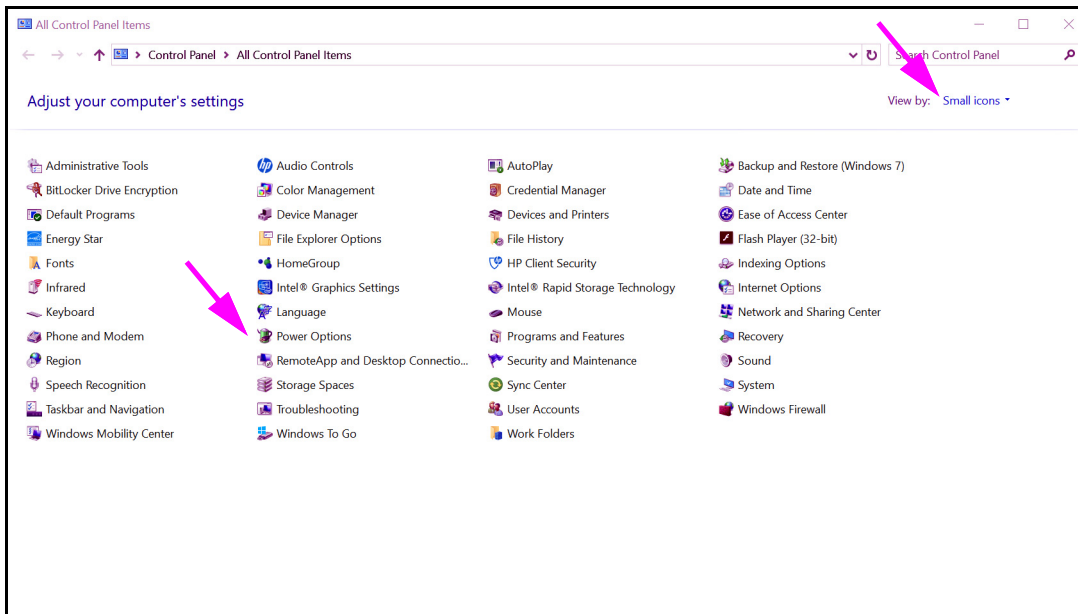 All Control Panel Items
Control Panel > All Control Panel Items
Search Control Panel
Adjust your computer's settings
View by: Small icons
Administrative Tools
Audio Controls
AutoPlay
Backup and Restore (Windows 7)
BitLocker Drive Encryption
Color Management
Credential Manager
Date and Time
Default Programs
Device Manager
Devices and Printers
Ease of Access Center
Energy Star
File Explorer Options
File History
Flash Player (32-bit)
Fonts
HomeGroup
HP Client Security
Indexing Options
Infrared
Intel® Graphics Settings
Intel® Rapid Storage Technology
Internet Options
Keyboard
Language
Mouse
Network and Sharing Center
Phone and Modem
Power Options
Programs and Features
Recovery
Region
RemoteApp and Desktop Connectio...
Security and Maintenance
Sound
Speech Recognition
Storage Spaces
Sync Center
System
Taskbar and Navigation
Troubleshooting
User Accounts
Windows Firewall
Windows Mobility Center
Windows To Go
Work Folders